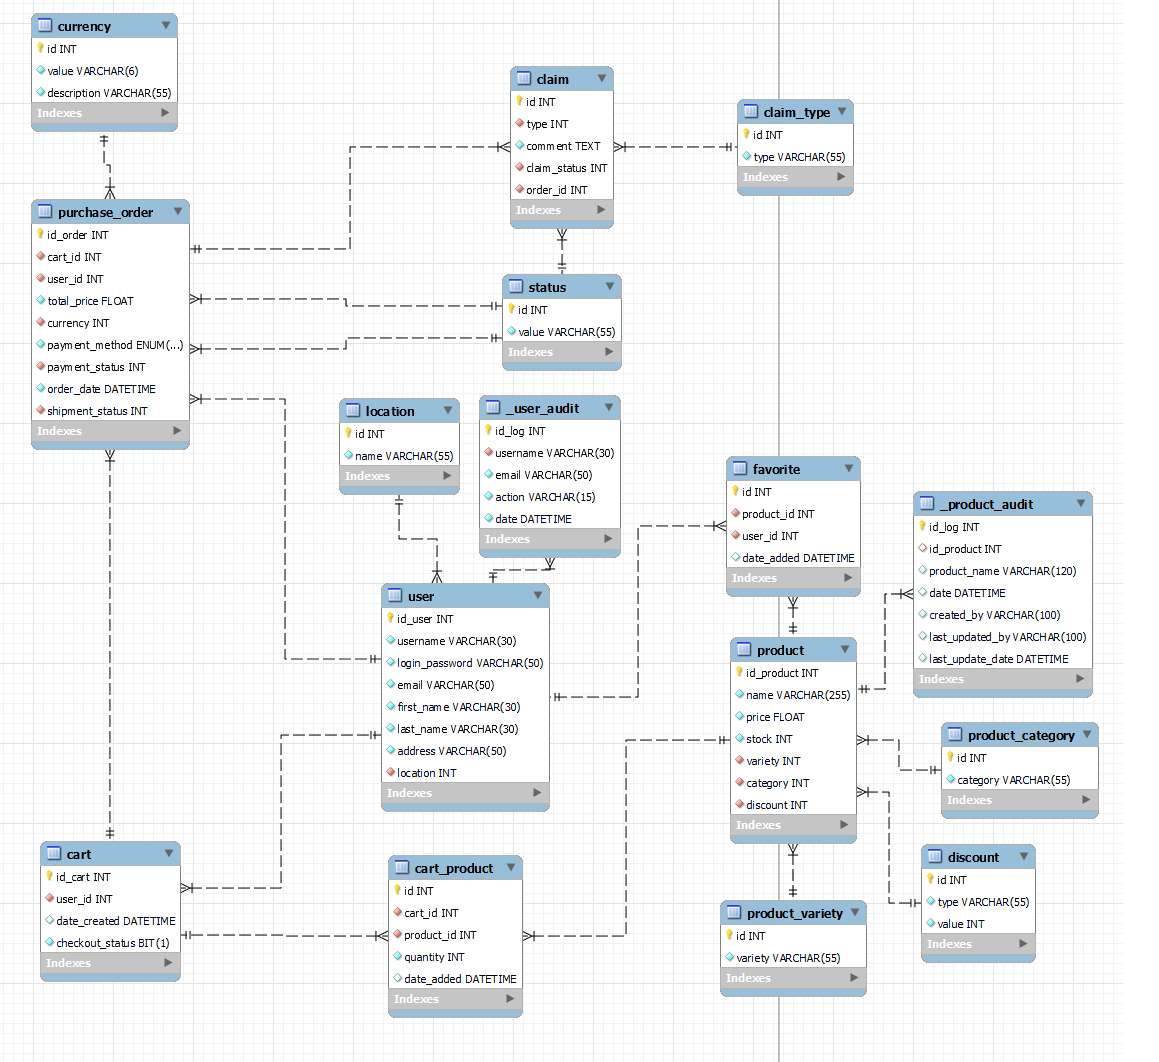 currency
id INT
value VARCHAR(6)
description VARCHAR(55)
Indexes
purchase_order
id_order INT
cart_id INT
user_id INT
total_price FLOAT
currency INT
payment_method ENUM(...)
payment_status INT
order_date DATETIME
shipment_status INT
Indexes
claim
id INT
type INT
comment TEXT
claim_status INT
order_id INT
Indexes
claim_type
id INT
type VARCHAR(55)
Indexes
status
id INT
value VARCHAR(55)
Indexes
location
id INT
name VARCHAR(55)
Indexes
_user_audit
id_log INT
username VARCHAR(30)
email VARCHAR(50)
action VARCHAR(15)
date DATETIME
Indexes
favorite
id INT
product_id INT
user_id INT
date_added DATETIME
Indexes
_product_audit
id_log INT
id_product INT
product_name VARCHAR(120)
date DATETIME
created_by VARCHAR(100)
last_updated_by VARCHAR(100)
last_update_date DATETIME
Indexes
user
id_user INT
username VARCHAR(30)
login_password VARCHAR(50)
email VARCHAR(50)
first_name VARCHAR(30)
last_name VARCHAR(30)
address VARCHAR(50)
location INT
Indexes
product
id_product INT
name VARCHAR(255)
price FLOAT
stock INT
variety INT
category INT
discount INT
Indexes
product_category
id INT
category VARCHAR(55)
Indexes
cart
id_cart INT
user_id INT
date_created DATETIME
checkout_status BIT(1)
Indexes
cart_product
id INT
cart_id INT
product_id INT
quantity INT
date_added DATETIME
Indexes
product_variety
id INT
variety VARCHAR(55)
Indexes
discount
id INT
type VARCHAR(55)
value INT
Indexes